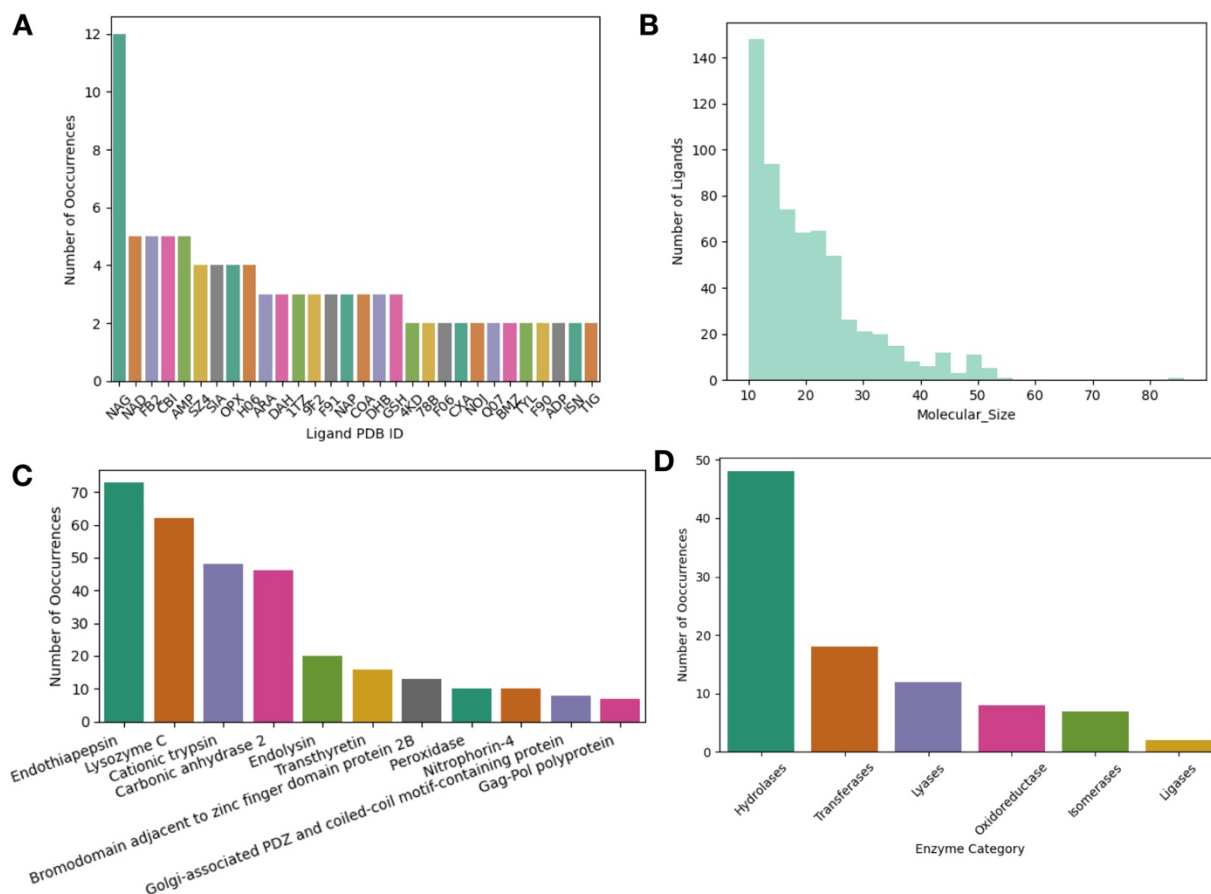 A
12
10
8
6
4
2
0
Number of Ooccurrences
NAG NAD FB2 CBI AMP SZ4 SIA OPX H06 ARA DAH 1TZ 9F2 F91 NAP COA DHB GSH 4KD 78B F06 CXA NOJ Q07 BMZ TYL F90 ADP ISN TIG
Ligand PDB ID
B
140
120
100
80
60
40
20
0
Number of Ligands
10 20 30 40 50 60 70 80
Molecular_Size
C
70
60
50
40
30
20
10
0
Number of Ooccurrences
Endothiapepsin
Lysozyme C
Cationic trypsin
Carbonic anhydrase 2
Endolysin
Transthyretin
Bromodomain adjacent to zinc finger domain protein 2B
Peroxidase
Nitrophorin-4
Golgi-associated PDZ and coiled-coil motif-containing protein
Gag-Pol polyprotein
D
50
40
30
20
10
0
Number of Ooccurrences
Hydrolases
Transferases
Lyases
Oxidoreductase
Isomerases
Ligases
Enzyme Category